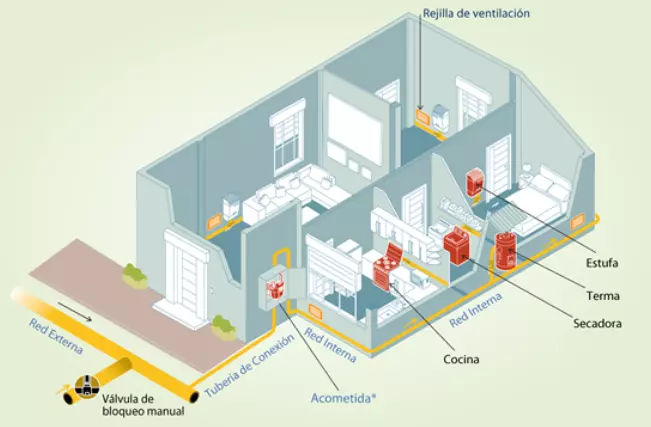 Rejilla de ventilación
Estufa
Terma
Secadora
Cocina
Red Interna
Red Interna
Acometida*
Tubería de Conexión
Red Externa
Válvula de
bloqueo manual